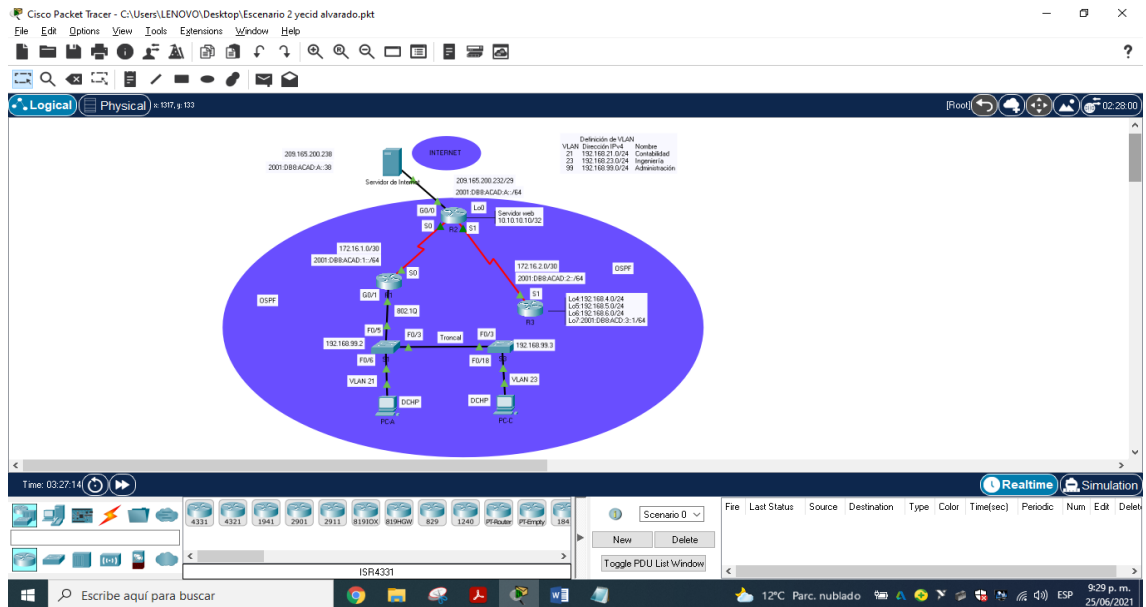 Cisco Packet Tracer - C:\Users\LENOVO\Desktop\Escenario 2 yecid alvarado.pkt
File Edit Options View Tools Extensions Window Help
?
Logical Physical x: 1317, y: 133
[Root] 02:28:00
Definición de VLAN
VLAN Dirección IPv4 Nombre
21 192.168.21.0/24 Contabilidad
23 192.168.23.0/24 Ingeniería
99 192.168.99.0/24 Administración
INTERNET
209.165.200.238
2001:DB8:ACAD:A::38
Servidor de Internet
209.165.200.232/29
2001:DB8:ACAD:A::/64
G0/0
Lo0
Servidor web
10.10.10.10/32
S0
R2
S1
172.16.1.0/30
2001:DB8:ACAD:1::/64
172.16.2.0/30
2001:DB8:ACAD:2::/64
OSPF
S0
S1
OSPF
G0/1
Lo4:192.168.4.0/24
Lo5:192.168.5.0/24
Lo6:192.168.6.0/24
Lo7:2001:DB8:ACD:3::1/64
R3
802.1Q
F0/5
F0/3
Troncal
F0/3
192.168.99.2
192.168.99.3
F0/6
F0/18
VLAN 21
VLAN 23
DCHP
DCHP
PC-A
PC-C
Time: 03:27:14
Realtime
Simulation
4331 4321 1941 2901 2911 819IOX 819HGW 829 1240 PT-Router PT-Empty 184
ISR4331
Scenario 0
New
Delete
Toggle PDU List Window
Fire Last Status Source Destination Type Color Time(sec) Periodic Num Edit Delet
Escribe aquí para buscar
12°C Parc. nublado
ESP
9:29 p. m.
25/06/2021